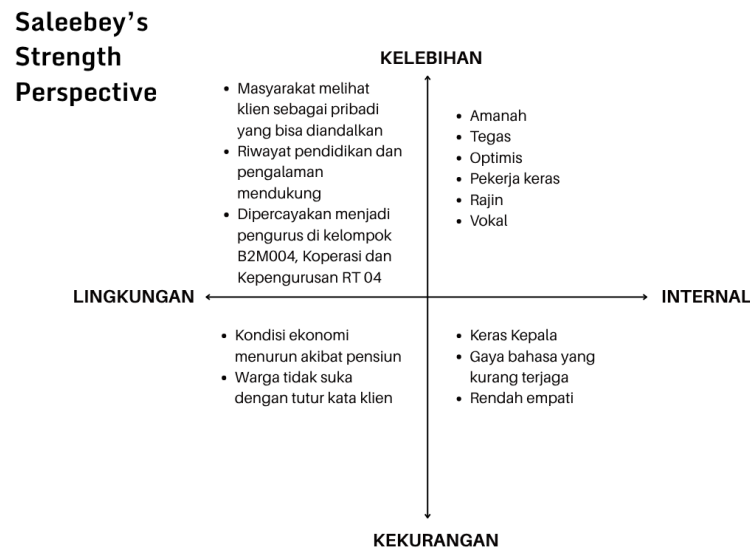 Saleebey's
Strength
Perspective
KELEBIHAN
• Masyarakat melihat
klien sebagai pribadi
yang bisa diandalkan
• Riwayat pendidikan dan
pengalaman
mendukung
• Dipercayakan menjadi
pengurus di kelompok
B2M004, Koperasi dan
Kepengurusan RT 04
• Amanah
• Tegas
• Optimis
• Pekerja keras
• Rajin
• Vokal
LINGKUNGAN
INTERNAL
• Kondisi ekonomi
menurun akibat pensiun
• Warga tidak suka
dengan tutur kata klien
• Keras Kepala
• Gaya bahasa yang
kurang terjaga
• Rendah empati
KEKURANGAN